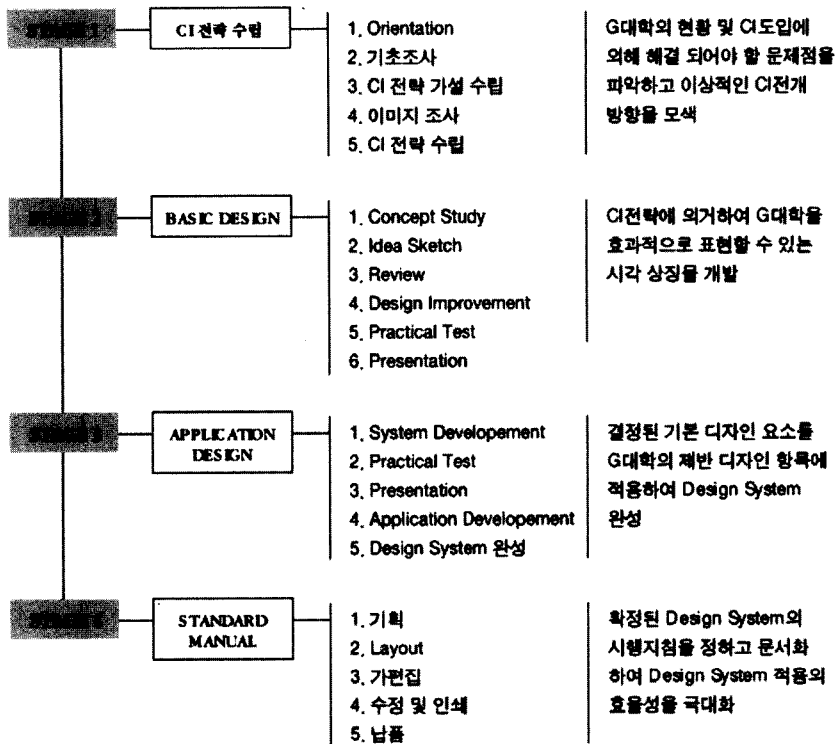 STAGE 1
CI 전략 수립
1. Orientation
2. 기초조사
3. CI 전략 가설 수립
4. 이미지 조사
5. CI 전략 수립
G대학의 현황 및 CI도입에
의해 해결 되어야 할 문제점을
파악하고 이상적인 CI전개
방향을 모색
STAGE 2
BASIC DESIGN
1. Concept Study
2. Idea Sketch
3. Review
4. Design Improvement
5. Practical Test
6. Presentation
CI전략에 의거하여 G대학을
효과적으로 표현할 수 있는
시각 상징물 개발
STAGE 3
APPLICATION
DESIGN
1. System Developement
2. Practical Test
3. Presentation
4. Application Developement
5. Design System 완성
결정된 기본 디자인 요소를
G대학의 제반 디자인 항목에
적용하여 Design System
완성
STAGE
STANDARD
MANUAL
1. 기획
2. Layout
3. 가편집
4. 수정 및 인쇄
5. 납품
확정된 Design System의
시행지침을 정하고 문서화
하여 Design System 적용의
효율성을 극대화